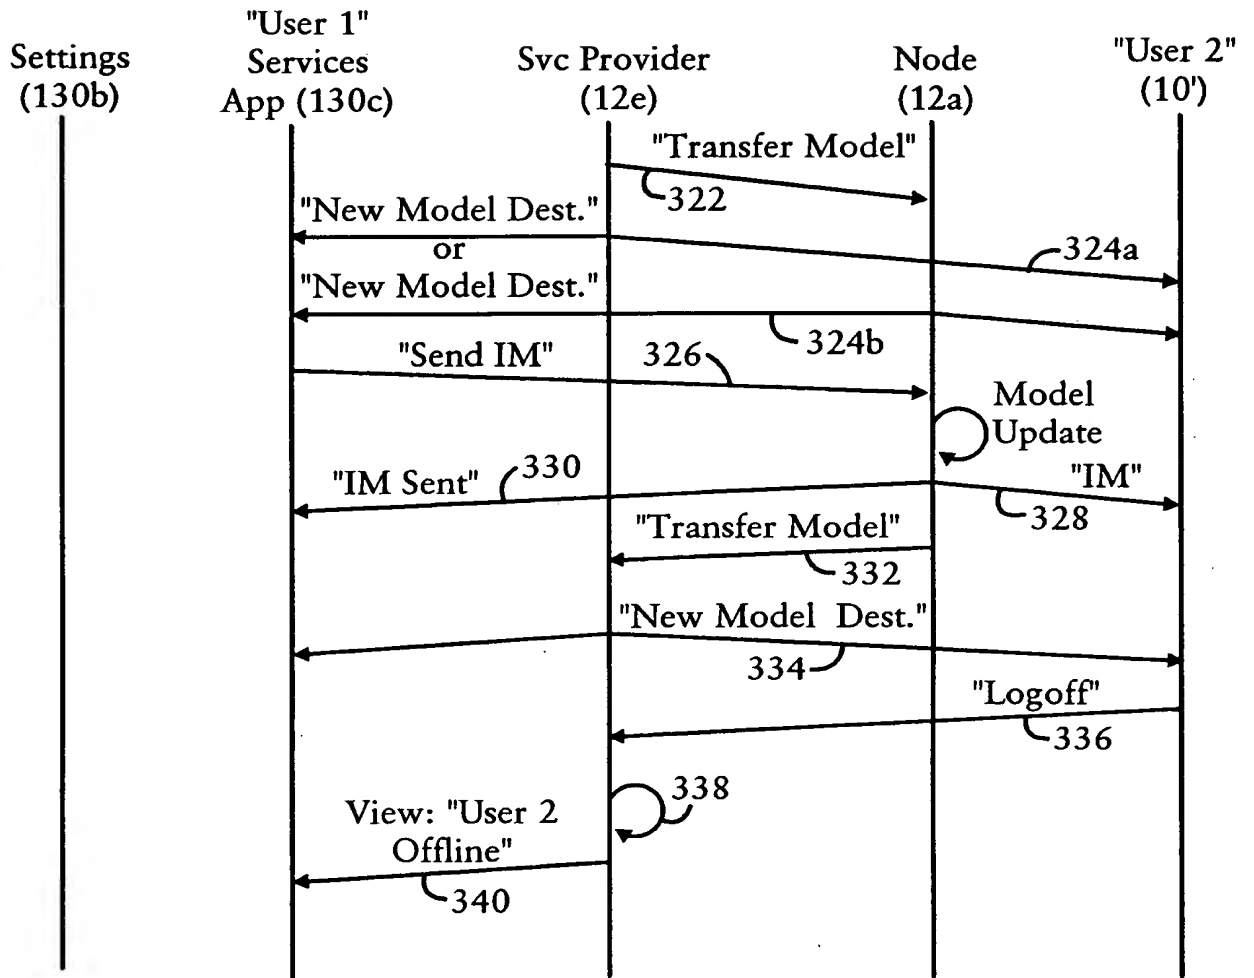 Settings
(130b)
"User 1"
Services
App (130c)
Svc Provider
(12e)
Node
(12a)
"User 2"
(10')
"Transfer Model"
322
"New Model Dest."
324a
or
"New Model Dest."
324b
"Send IM"
326
Model
Update
"IM Sent"
330
"IM"
328
"Transfer Model"
332
"New Model Dest."
334
"Logoff"
336
338
View: "User 2
Offline"
340